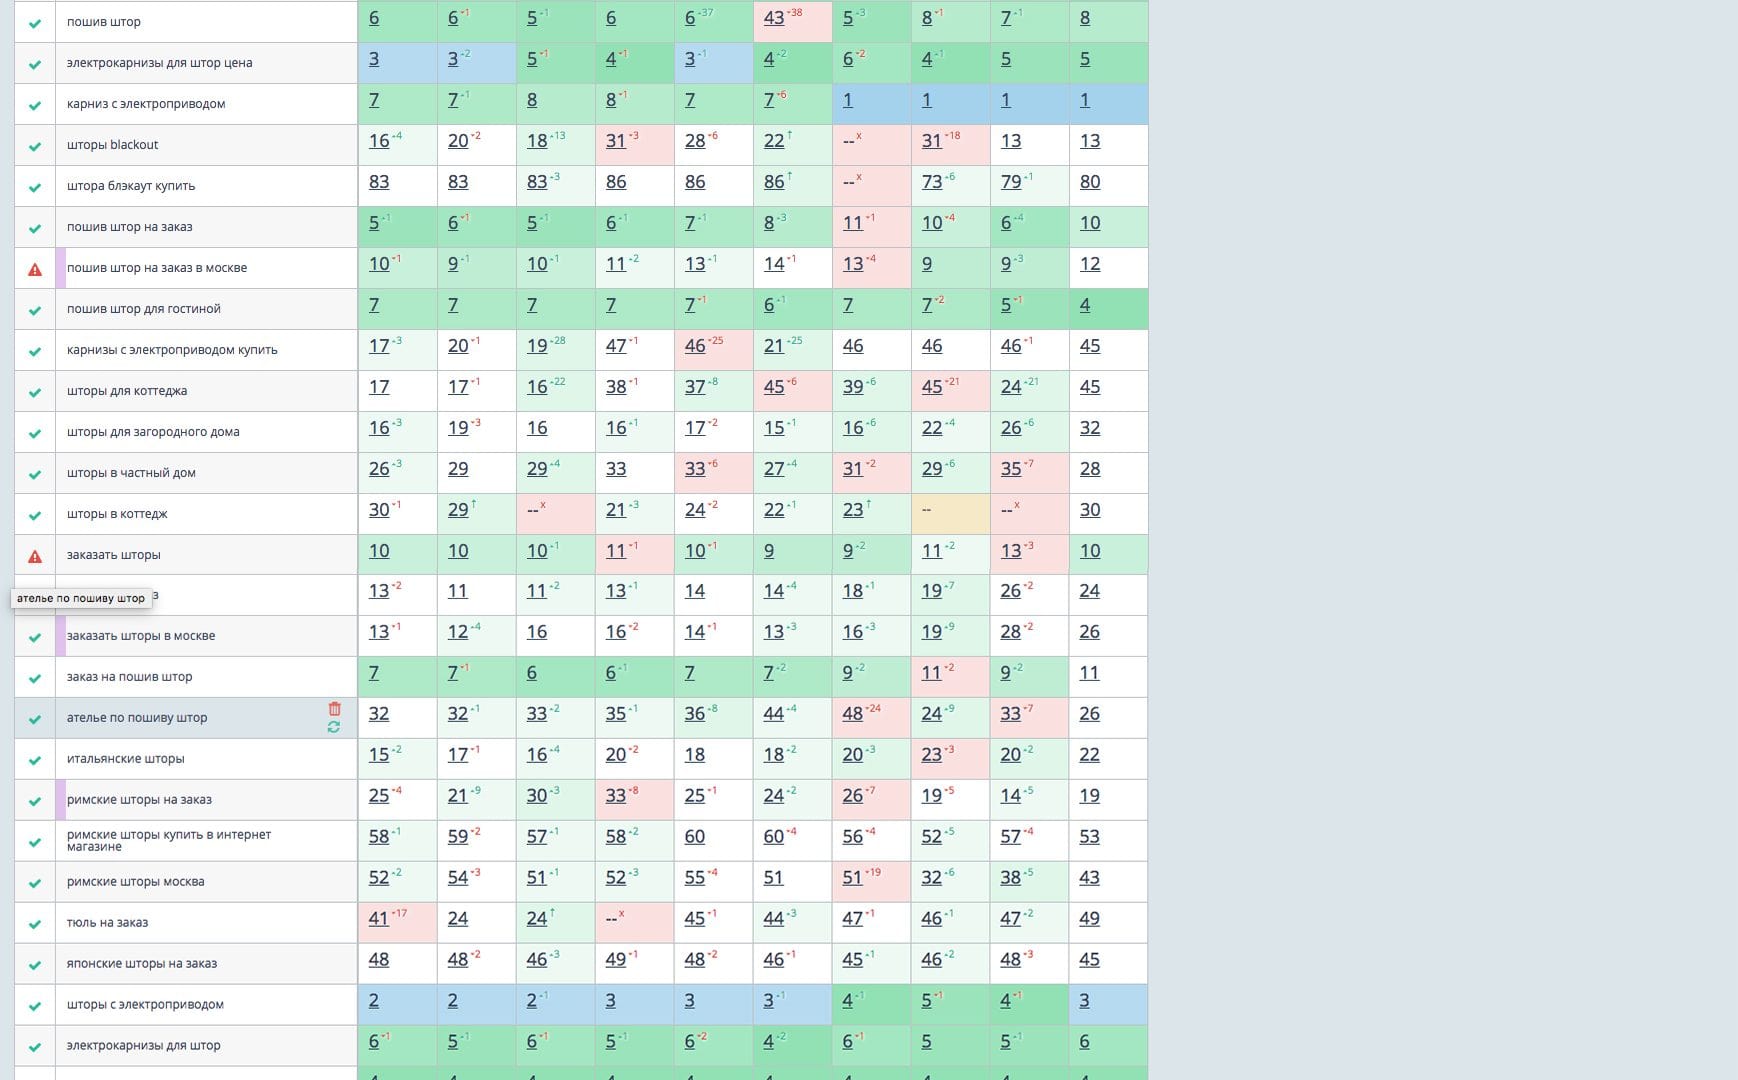 пошив штор 6 6 -1 5 -1 6 6 -37 43 -38 5 -3 8 -1 7 -1 8
электрокарнизы для штор цена 3 3 -2 5 -1 4 -1 3 -1 4 -2 6 -2 4 -1 5 5
карниз с электроприводом 7 7 -1 8 8 -1 7 7 -6 1 1 1 1
шторы blackout 16 -4 20 -2 18 -13 31 -3 28 -6 22 ↑ -- x 31 -18 13 13
штора блэкаут купить 83 83 83 -3 86 86 86 ↑ -- x 73 -6 79 -1 80
пошив штор на заказ 5 -1 6 -1 5 -1 6 -1 7 -1 8 -3 11 -1 10 -4 6 -4 10
пошив штор на заказ в москве 10 -1 9 -1 10 -1 11 -2 13 -1 14 -1 13 -4 9 9 -3 12
пошив штор для гостиной 7 7 7 7 7 -1 6 -1 7 7 -2 5 -1 4
карнизы с электроприводом купить 17 -3 20 -1 19 -28 47 -1 46 -25 21 -25 46 46 46 -1 45
шторы для коттеджа 17 17 -1 16 -22 38 -1 37 -8 45 -6 39 -6 45 -21 24 -21 45
шторы для загородного дома 16 -3 19 -3 16 16 -1 17 -2 15 -1 16 -6 22 -4 26 -6 32
шторы в частный дом 26 -3 29 29 -4 33 33 -6 27 -4 31 -2 29 -6 35 -7 28
шторы в коттедж 30 -1 29 ↑ -- x 21 -3 24 -2 22 -1 23 ↑ -- -- x 30
заказать шторы 10 10 10 -1 11 -1 10 -1 9 9 -2 11 -2 13 -3 10
ателье по пошиву штор з 13 -2 11 11 -2 13 -1 14 14 -4 18 -1 19 -7 26 -2 24
заказать шторы в москве 13 -1 12 -4 16 16 -2 14 -1 13 -3 16 -3 19 -9 28 -2 26
заказ на пошив штор 7 7 -1 6 6 -1 7 7 -2 9 -2 11 -2 9 -2 11
ателье по пошиву штор 32 32 -1 33 -2 35 -1 36 -8 44 -4 48 -24 24 -9 33 -7 26
итальянские шторы 15 -2 17 -1 16 -4 20 -2 18 18 -2 20 -3 23 -3 20 -2 22
римские шторы на заказ 25 -4 21 -9 30 -3 33 -8 25 -1 24 -2 26 -7 19 -5 14 -5 19
римские шторы купить в интернет
магазине 58 -1 59 -2 57 -1 58 -2 60 60 -4 56 -4 52 -5 57 -4 53
римские шторы москва 52 -2 54 -3 51 -1 52 -3 55 -4 51 51 -19 32 -6 38 -5 43
тюль на заказ 41 -17 24 24 ↑ -- x 45 -1 44 -3 47 -1 46 -1 47 -2 49
японские шторы на заказ 48 48 -2 46 -3 49 -1 48 -2 46 -1 45 -1 46 -2 48 -3 45
шторы с электроприводом 2 2 2 -1 3 3 3 -1 4 -1 5 -1 4 -1 3
электрокарнизы для штор 6 -1 5 -1 6 -1 5 -1 6 -2 4 -2 6 -1 5 5 -1 6